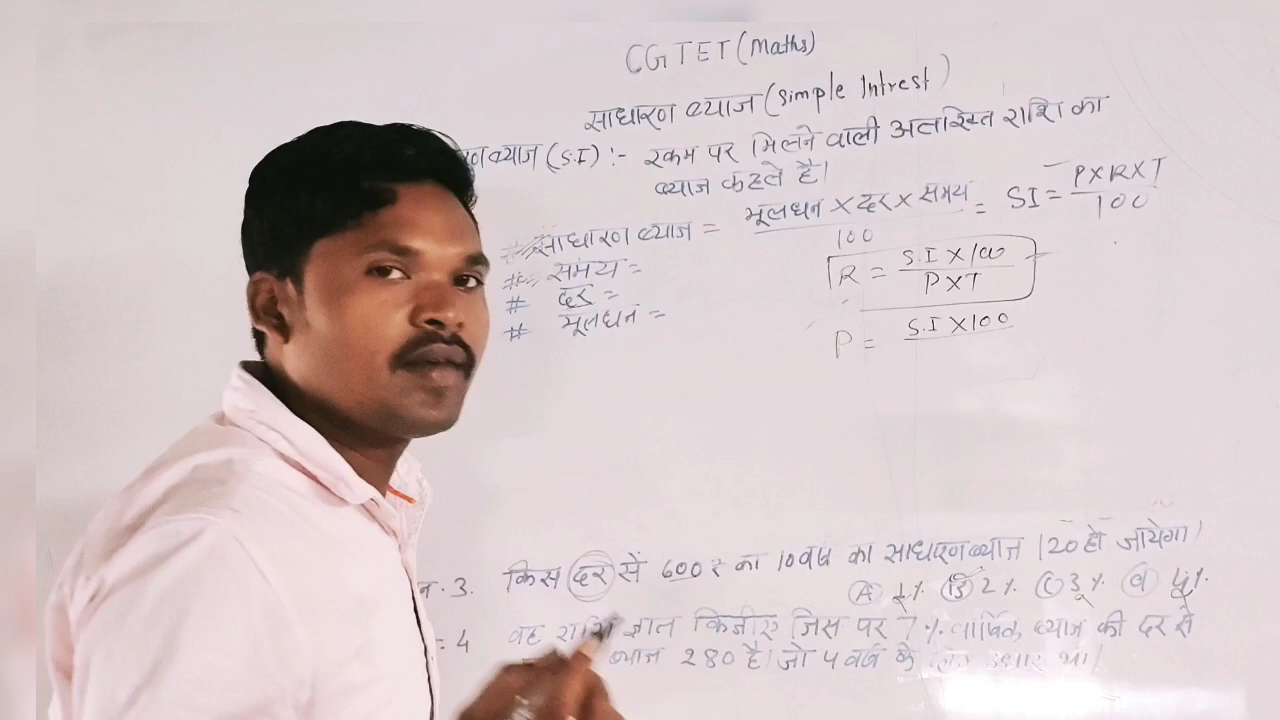 CGTET (Maths)
साधारण ब्याज (Simple Intrest)
ब्याज (S.I) :- रकम पर मिलने वाली अतरिक्त राशि का
ब्याज कहते है।
# साधारण ब्याज = मूलधन × दर × समय / 100 = SI = P×R×T / 100
# समय =
# दर =
# मूलधन =
R = S.I × 100 / P×T
P = S.I × 100
न. 3. किस दर सें 600 ₹ का 10 वर्ष का साधारण ब्याज 120 हो जायेगा।
(A) 1% (B) 2% (C) 3% (D) 4%
= 4 वह राशि ज्ञात किजीए जिस पर 7% वार्षिक ब्याज की दर से
ब्याज 280 है। जो 4 वर्ष के उधार था।